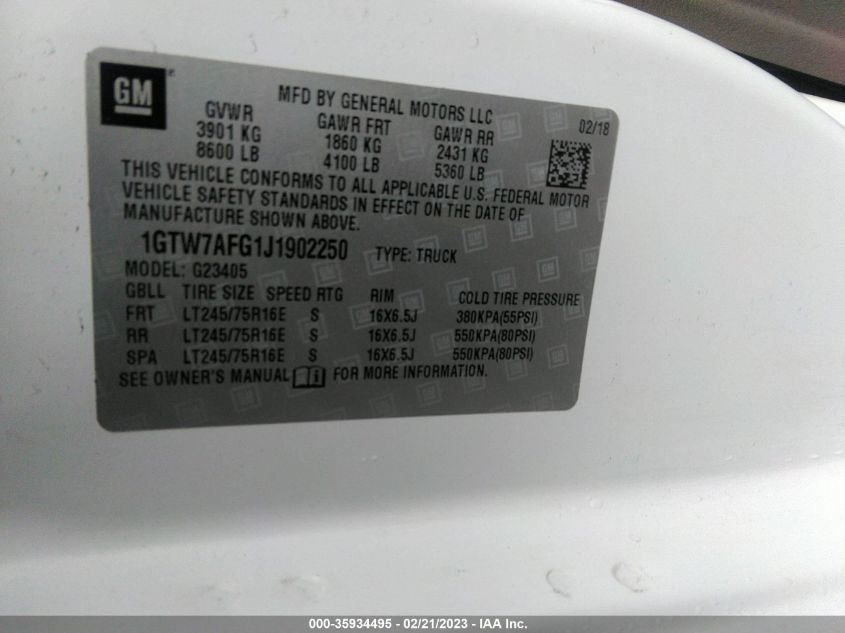 GM
MFD BY GENERAL MOTORS LLC
02/18
GVWR GAWR FRT GAWR RR
3901 KG 1860 KG 2431 KG
8600 LB 4100 LB 5360 LB
THIS VEHICLE CONFORMS TO ALL APPLICABLE U.S. FEDERAL MOTOR
VEHICLE SAFETY STANDARDS IN EFFECT ON THE DATE OF
MANUFACTURE SHOWN ABOVE.
1GTW7AFG1J1902250 TYPE: TRUCK
MODEL: G23405
GBLL TIRE SIZE SPEED RTG RIM COLD TIRE PRESSURE
FRT LT245/75R16E S 16X6.5J 380KPA(55PSI)
RR LT245/75R16E S 16X6.5J 550KPA(80PSI)
SPA LT245/75R16E S 16X6.5J 550KPA(80PSI)
SEE OWNER'S MANUAL FOR MORE INFORMATION.
000-35934495 - 02/21/2023 - IAA Inc.